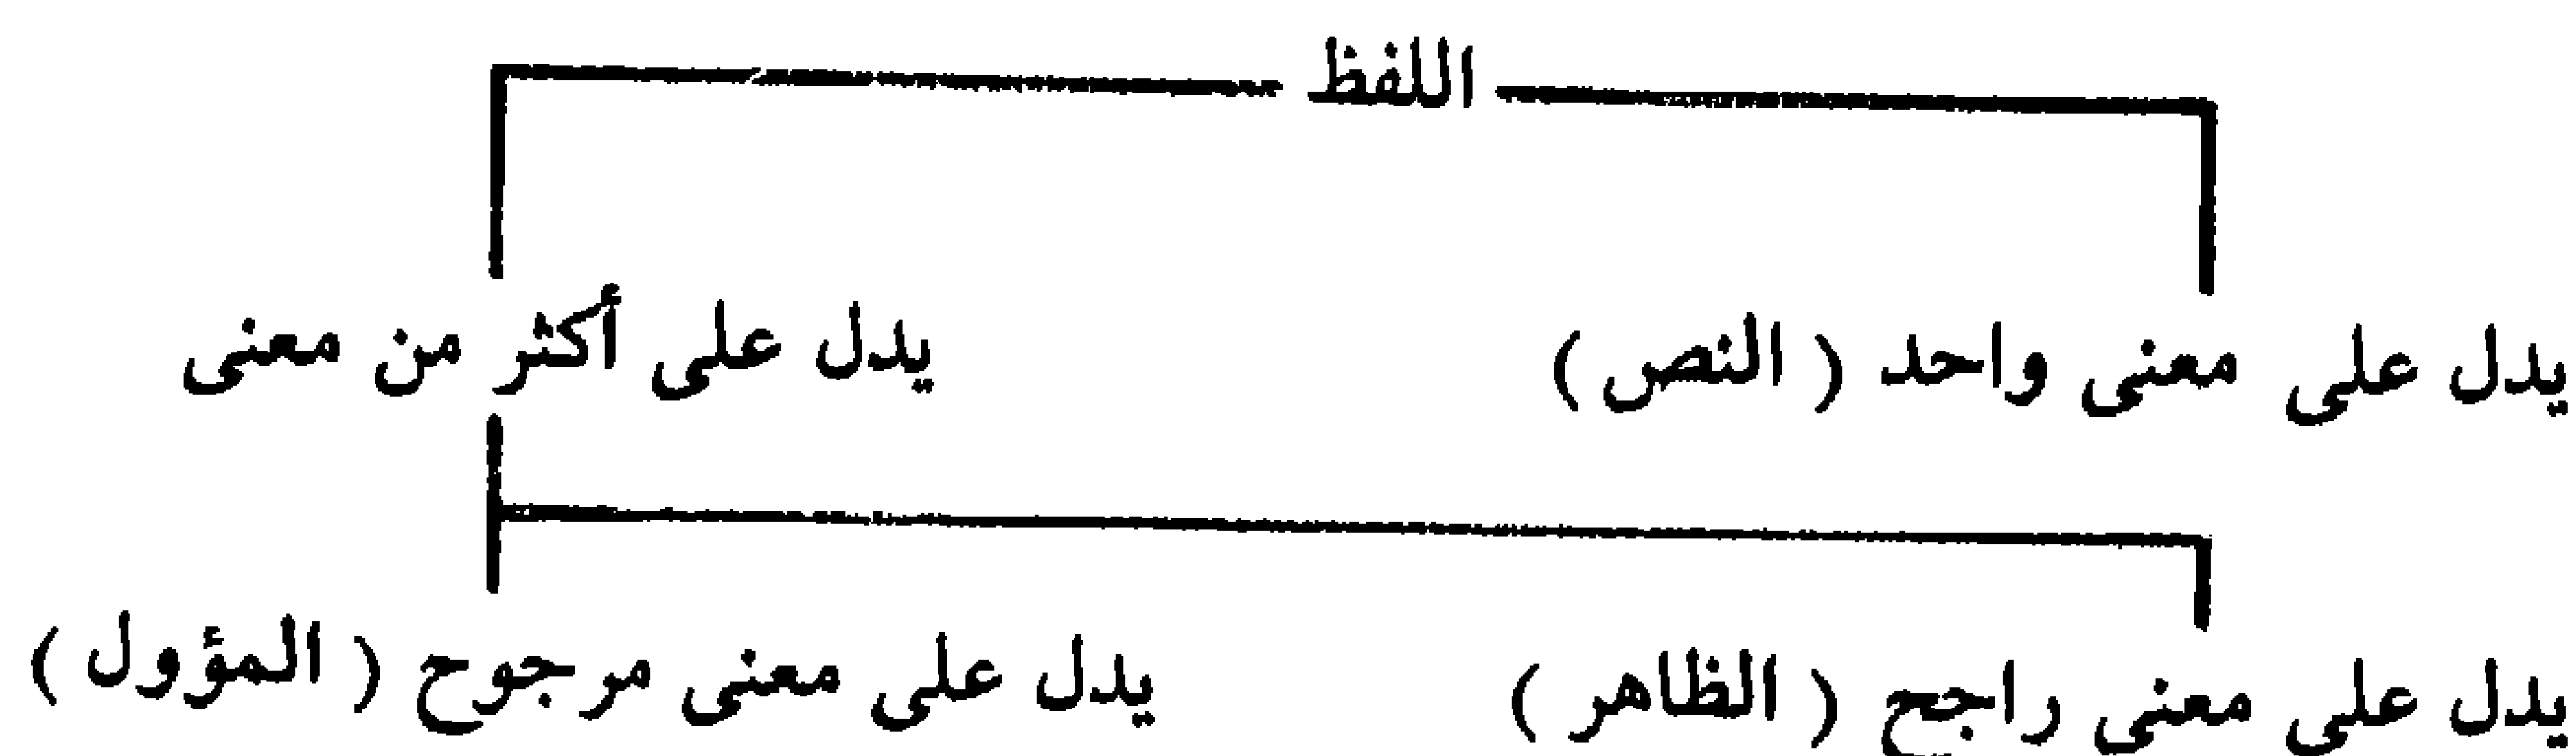 اللفظ
يدل على معنى واحد ( النص ) يدل على أكثر من معنى
يدل على معنى راجح ( الظاهر ) يدل على معنى مرجوح ( المؤول )